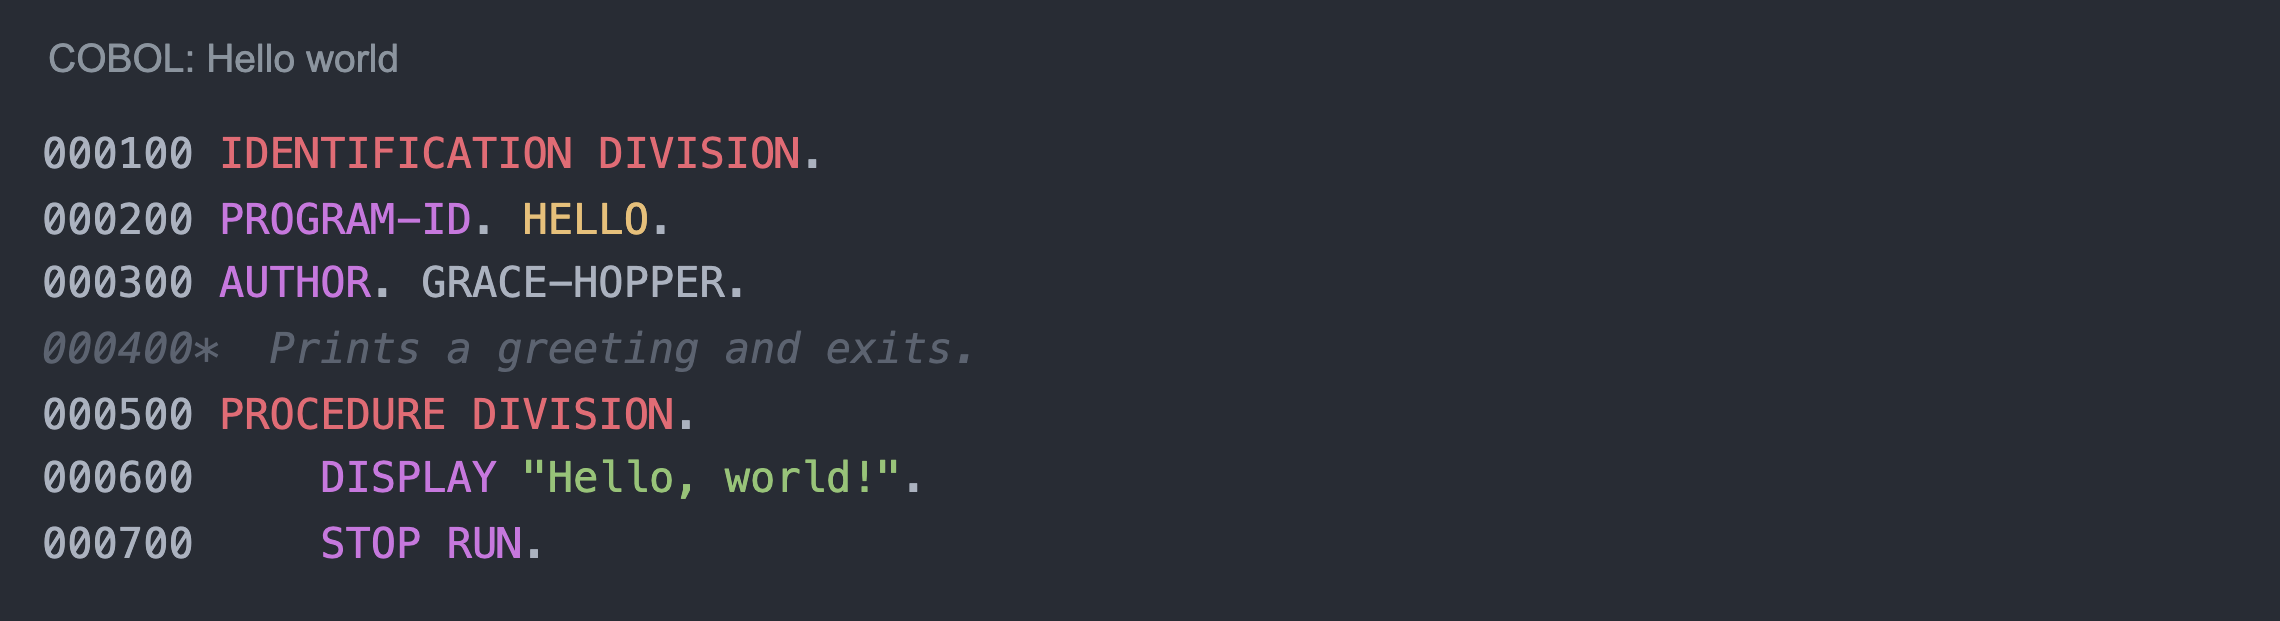 COBOL: Hello world
000100 IDENTIFICATION DIVISION.
000200 PROGRAM-ID. HELLO.
000300 AUTHOR. GRACE-HOPPER.
000400*  Prints a greeting and exits.
000500 PROCEDURE DIVISION.
000600     DISPLAY "Hello, world!".
000700     STOP RUN.